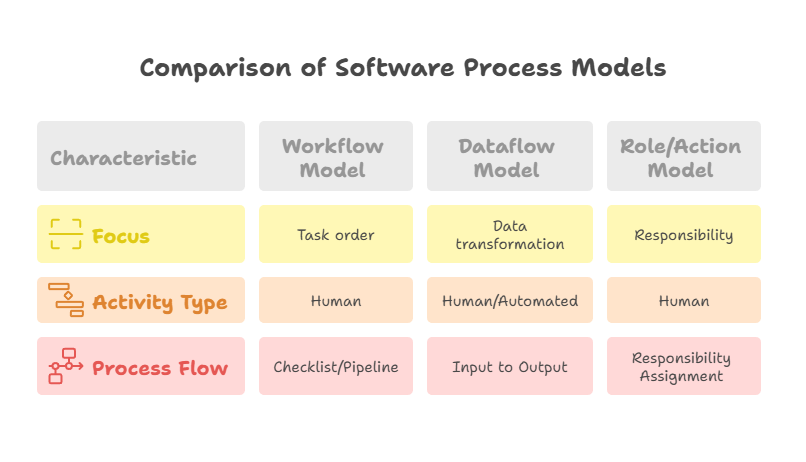 Comparison of Software Process Models
Characteristic
Workflow
Model
Dataflow
Model
Role/Action
Model
Focus
Task order
Data
transformation
Responsibility
Activity Type
Human
Human/Automated
Human
Process Flow
Checklist/Pipeline
Input to Output
Responsibility
Assignment